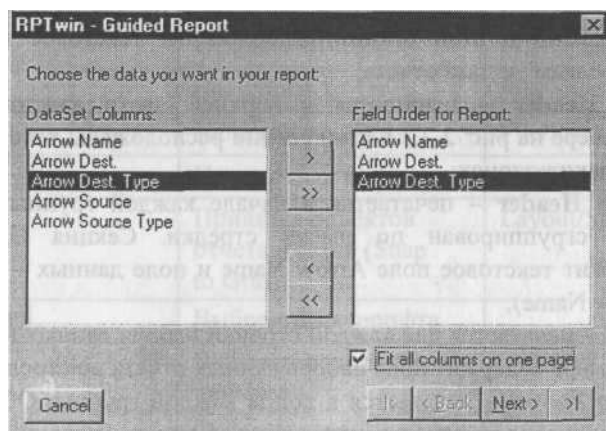 RPTwin - Guided Report
Choose the data you want in your report:
DataSet Columns:
Arrow Name
Arrow Dest.
Arrow Dest. Type
Arrow Source
Arrow Source Type
>
>>
<
<<
Field Order for Report:
Arrow Name
Arrow Dest.
Arrow Dest. Type
Fit all columns on one page
Cancel
< Back
Next >
>|